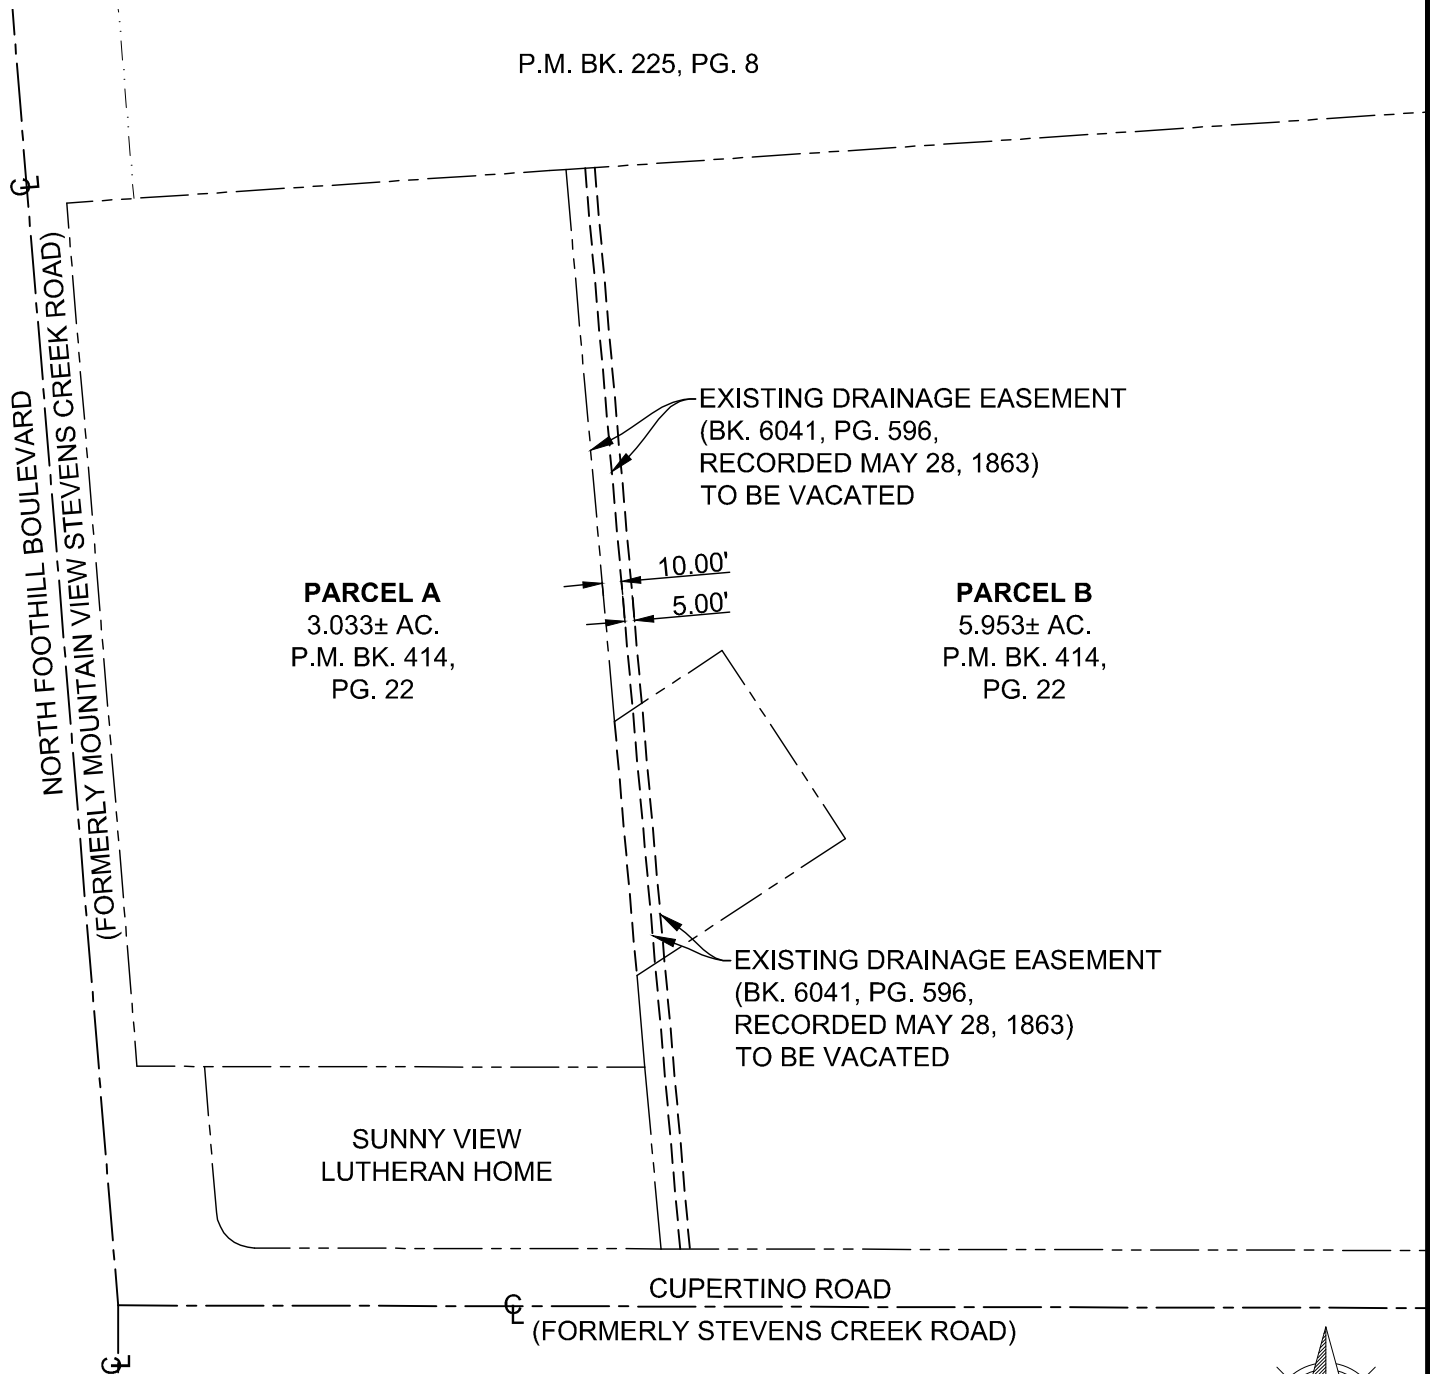 P.M. BK. 225, PG. 8
℄
NORTH FOOTHILL BOULEVARD
(FORMERLY MOUNTAIN VIEW STEVENS CREEK ROAD)
EXISTING DRAINAGE EASEMENT
(BK. 6041, PG. 596,
RECORDED MAY 28, 1863)
TO BE VACATED
10.00'
5.00'
PARCEL A
3.033± AC.
P.M. BK. 414,
PG. 22
PARCEL B
5.953± AC.
P.M. BK. 414,
PG. 22
EXISTING DRAINAGE EASEMENT
(BK. 6041, PG. 596,
RECORDED MAY 28, 1863)
TO BE VACATED
SUNNY VIEW
LUTHERAN HOME
CUPERTINO ROAD
℄
(FORMERLY STEVENS CREEK ROAD)
℄